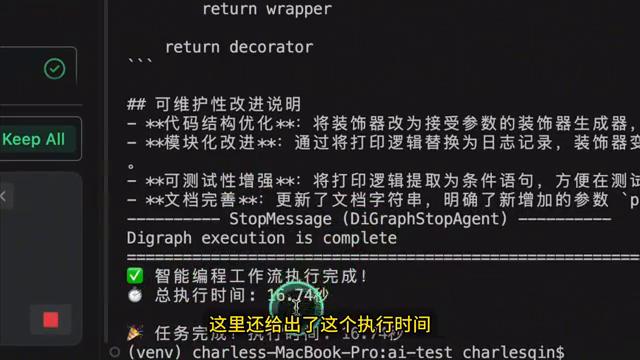 return wrapper
return decorator
```
## 可维护性改进说明
- **代码结构优化**: 将装饰器改为接受参数的装饰器生成器，
Keep All
- **模块化改进**: 通过将打印逻辑替换为日志记录，装饰器变
。
- **可测试性增强**: 将打印逻辑提取为条件语句，方便在测试
- **文档完善**: 更新了文档字符串，明确了新增加的参数 `p
---------- StopMessage (DiGraphStopAgent) ----------
Digraph execution is complete
✅ 智能编程工作流执行完成！
⏱ 总执行时间: 16.74秒
这里还给出了这个执行时间
🎉 任务完成! 执行时间: 16.74秒
(venv) charless-MacBook-Pro:ai-test charlesqin$